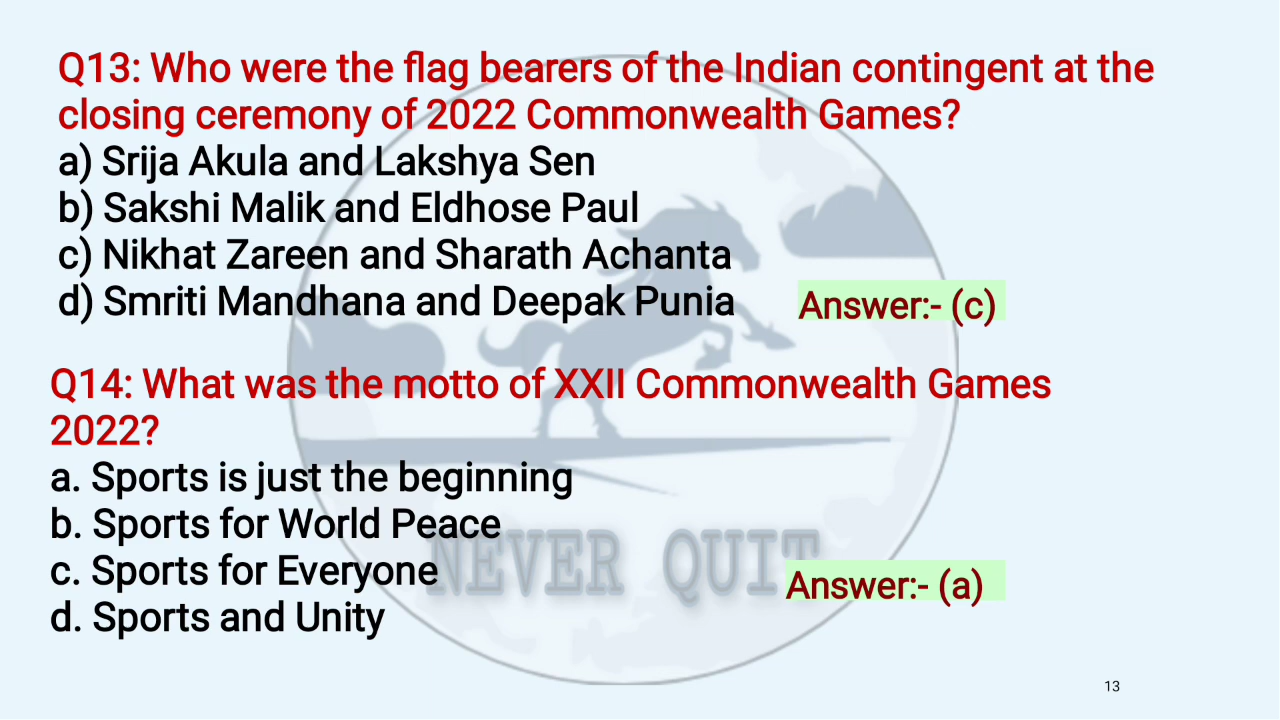 Q13: Who were the flag bearers of the Indian contingent at the
closing ceremony of 2022 Commonwealth Games?
a) Srija Akula and Lakshya Sen
b) Sakshi Malik and Eldhose Paul
c) Nikhat Zareen and Sharath Achanta
d) Smriti Mandhana and Deepak Punia
Answer:- (c)
Q14: What was the motto of XXII Commonwealth Games
2022?
a. Sports is just the beginning
b. Sports for World Peace
c. Sports for Everyone
d. Sports and Unity
NEVER QUIT
Answer:- (a)
13